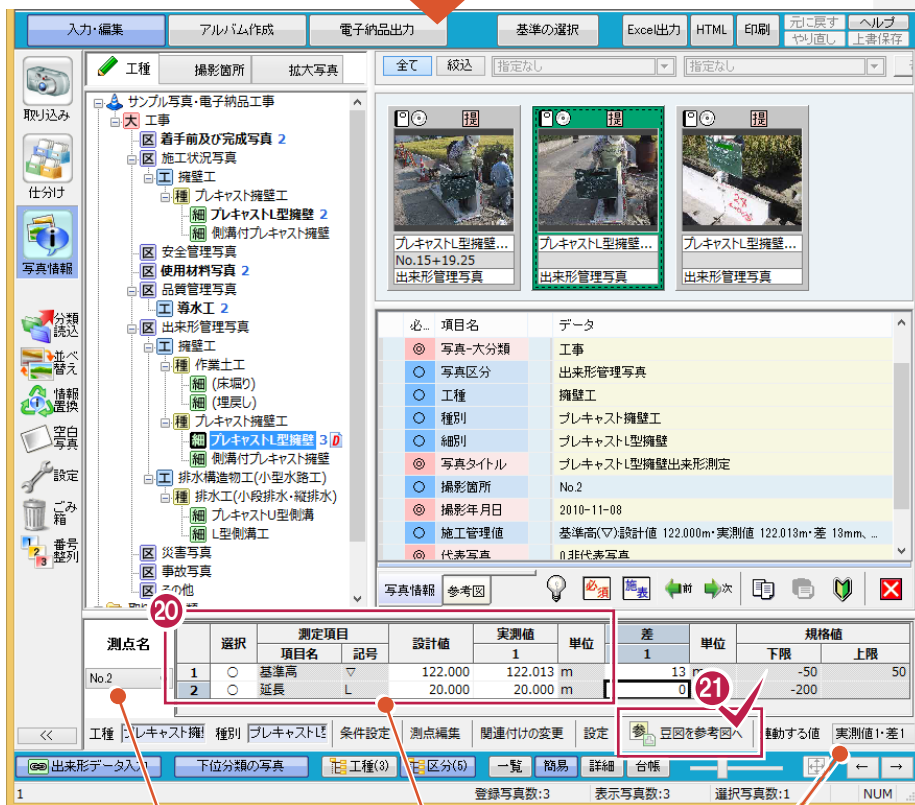 入力・編集 アルバム作成 電子納品出力 基準の選択 Excel出力 HTML 印刷 元に戻す ヘルプ
やり直し 上書保存
工種 撮影箇所 拡大写真 全て 絞込 指定なし 指定なし
取り込み
仕分け
写真情報
分類
読込
並べ
替え
情報
置換
空白
写真
設定
ごみ
箱
番号
整列
サンプル写真・電子納品工事
大 工事
区 着手前及び完成写真 2
区 施工状況写真
工 擁壁工
種 プレキャスト擁壁工
細 プレキャストL型擁壁 2
細 側溝付プレキャスト擁壁
区 安全管理写真
区 使用材料写真 2
区 品質管理写真
工 導水工 2
区 出来形管理写真
工 擁壁工
種 作業土工
細 (床堀り)
細 (埋戻し)
種 プレキャスト擁壁工
細 プレキャストL型擁壁 3 D
細 側溝付プレキャスト擁壁
工 排水構造物工(小型水路工)
種 排水工(小段排水・縦排水)
細 プレキャストU型側溝
細 L型側溝工
区 災害写真
区 事故写真
区 その他
提 提 提
プレキャストL型擁壁... プレキャストL型擁壁... プレキャストL型擁壁...
No.15+19.25
出来形管理写真 出来形管理写真 出来形管理写真
必... 項目名 データ
◎ 写真-大分類 工事
○ 写真区分 出来形管理写真
○ 工種 擁壁工
○ 種別 プレキャスト擁壁工
○ 細別 プレキャストL型擁壁
◎ 写真タイトル プレキャストL型擁壁出来形測定
○ 撮影箇所 No.2
◎ 撮影年月日 2010-11-08
○ 施工管理値 基準高(▽)設計値 122.000m・実測値 122.013m・差 13mm、...
◎ 代表写真 0.非代表写真
写真情報 参考図 必須 施表 前 次
20
測点名 選択 測定項目 設計値 実測値 単位 差 単位 規格値
項目名 記号 1 1 下限 上限
No.2
1 ○ 基準高 ▽ 122.000 122.013 m 13 -50 50
2 ○ 延長 L 20.000 20.000 m 0 -200
21
<< 工種 プレキャスト擁 種別 プレキャストL 条件設定 測点編集 関連付けの変更 設定 参 豆図を参考図へ 連動する値 実測値1・差1
出来形データ入力 下位分類の写真 工種(3) 区分(5) 一覧 簡易 詳細 台帳 ← →
1 登録写真数:3 表示写真数:3 選択写真数:1 NUM